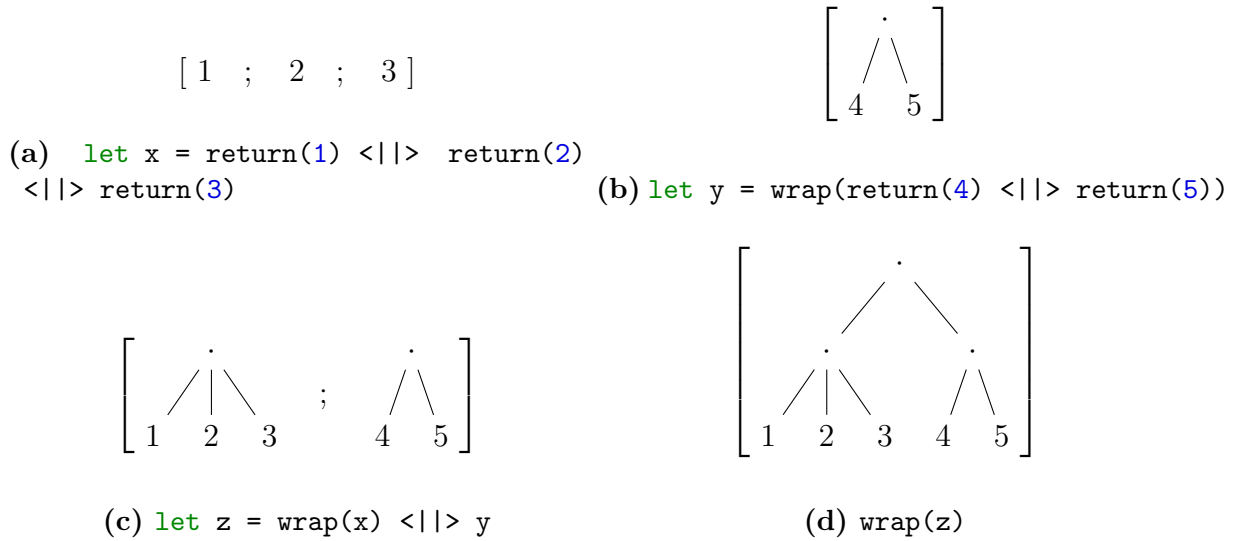 [ 1 ; 2 ; 3 ]
(a) let x = return(1) <||> return(2)
<||> return(3)
·
4 5
(b) let y = wrap(return(4) <||> return(5))
· ; ·
1 2 3 4 5
(c) let z = wrap(x) <||> y
·
· ·
1 2 3 4 5
(d) wrap(z)